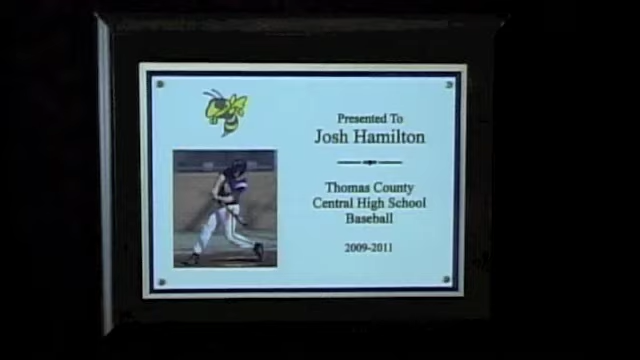 Presented To
Josh Hamilton
Thomas County
Central High School
Baseball
2009-2011